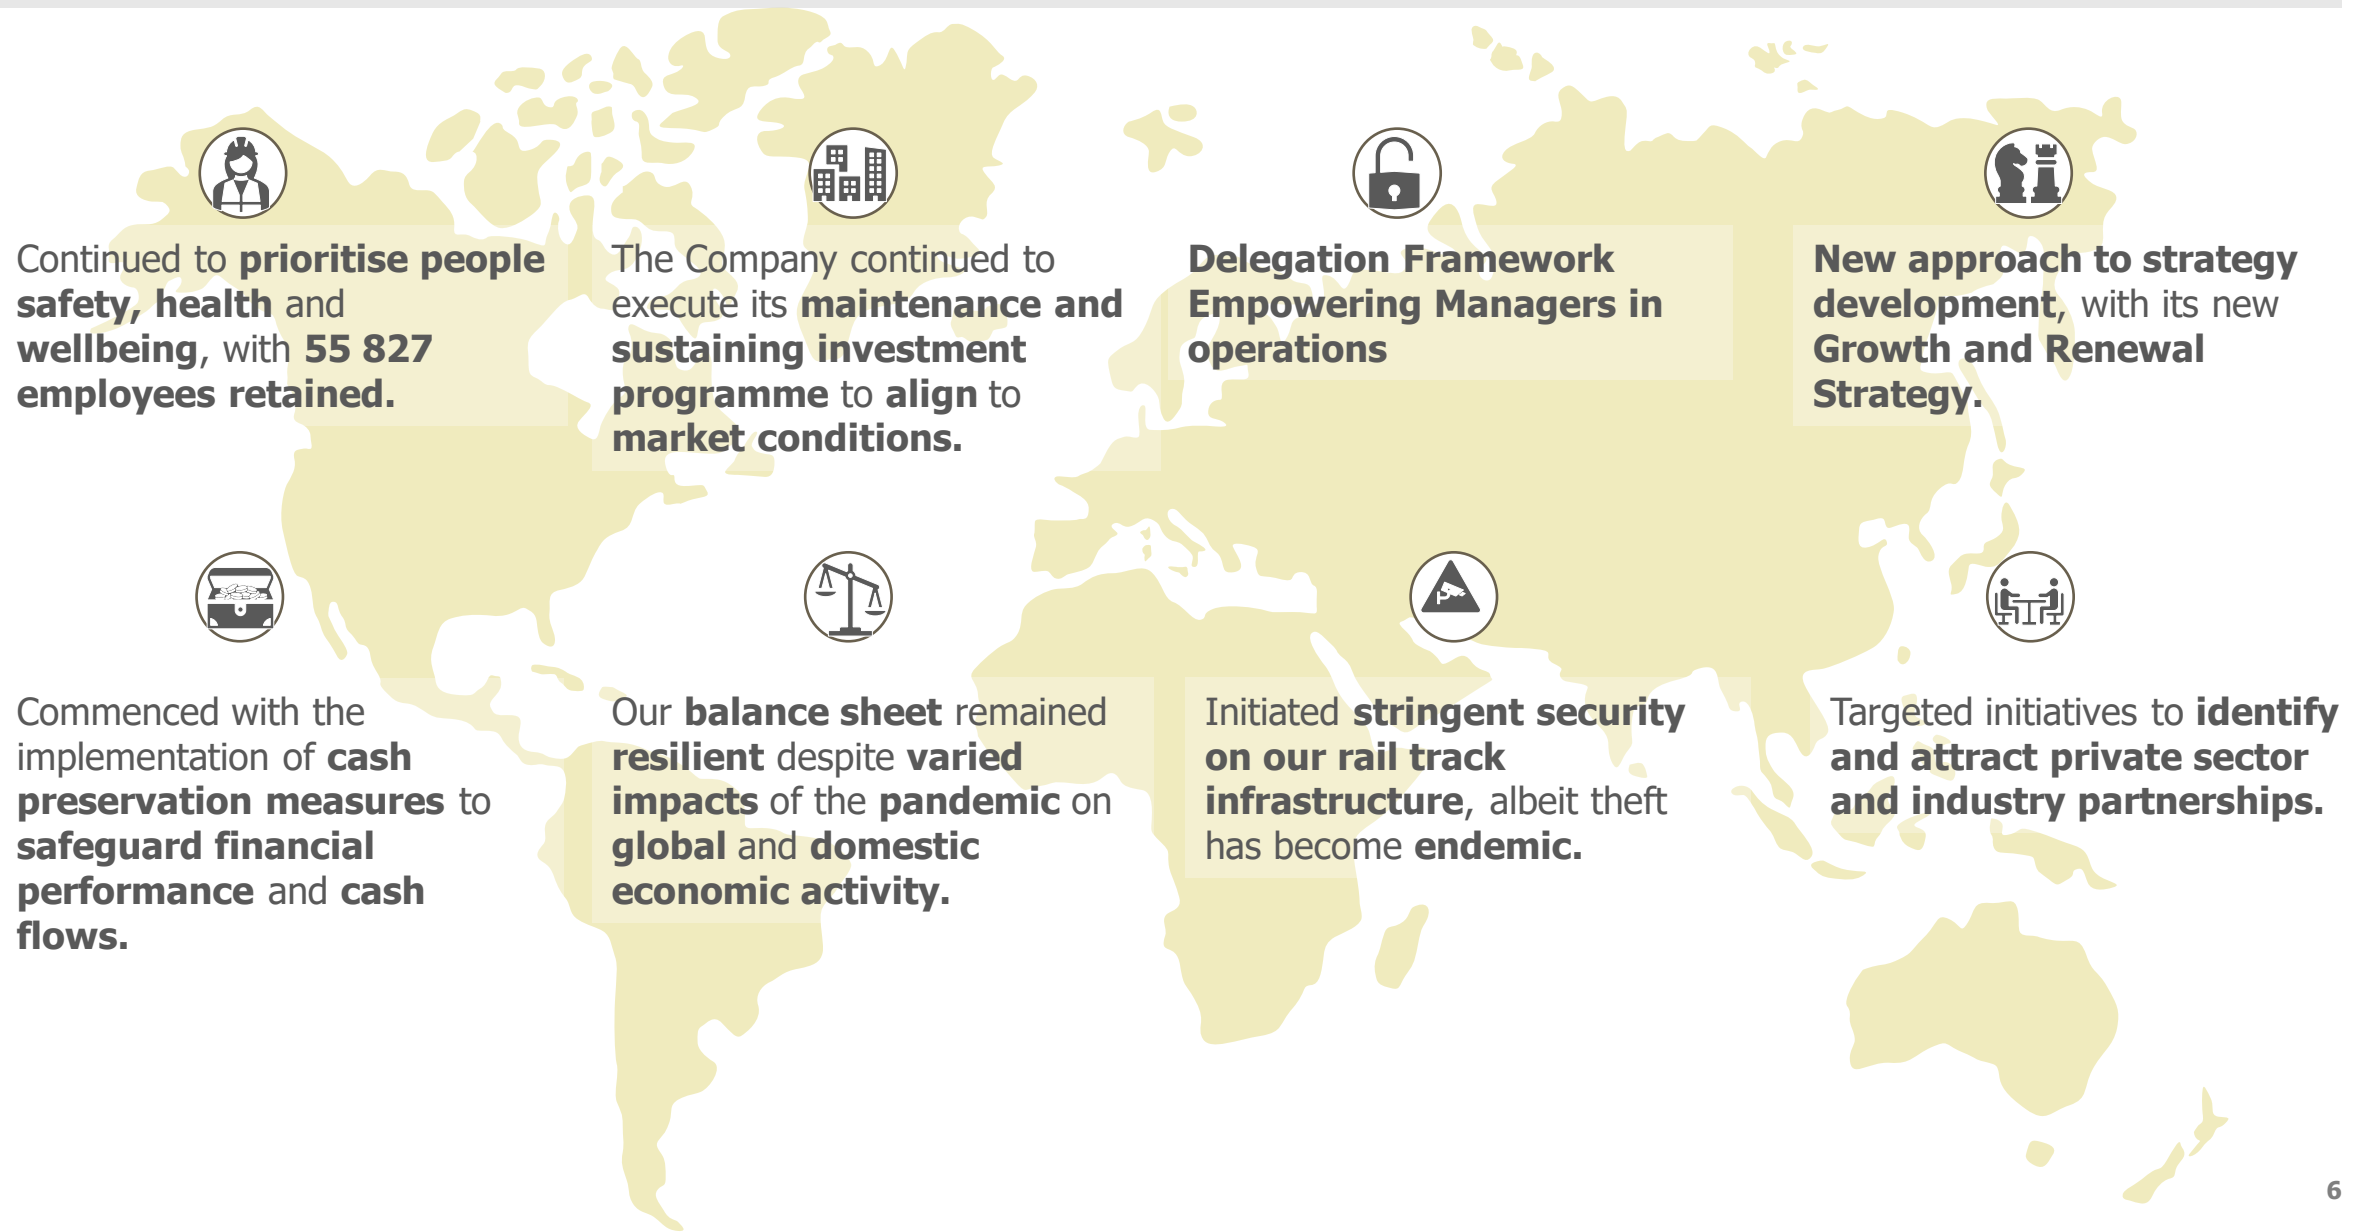 Continued to prioritise people
safety, health and
wellbeing, with 55 827
employees retained.
The Company continued to
execute its maintenance and
sustaining investment
programme to align to
market conditions.
Delegation Framework
Empowering Managers in
operations
New approach to strategy
development, with its new
Growth and Renewal
Strategy.
Commenced with the
implementation of cash
preservation measures to
safeguard financial
performance and cash
flows.
Our balance sheet remained
resilient despite varied
impacts of the pandemic on
global and domestic
economic activity.
Initiated stringent security
on our rail track
infrastructure, albeit theft
has become endemic.
Targeted initiatives to identify
and attract private sector
and industry partnerships.
6